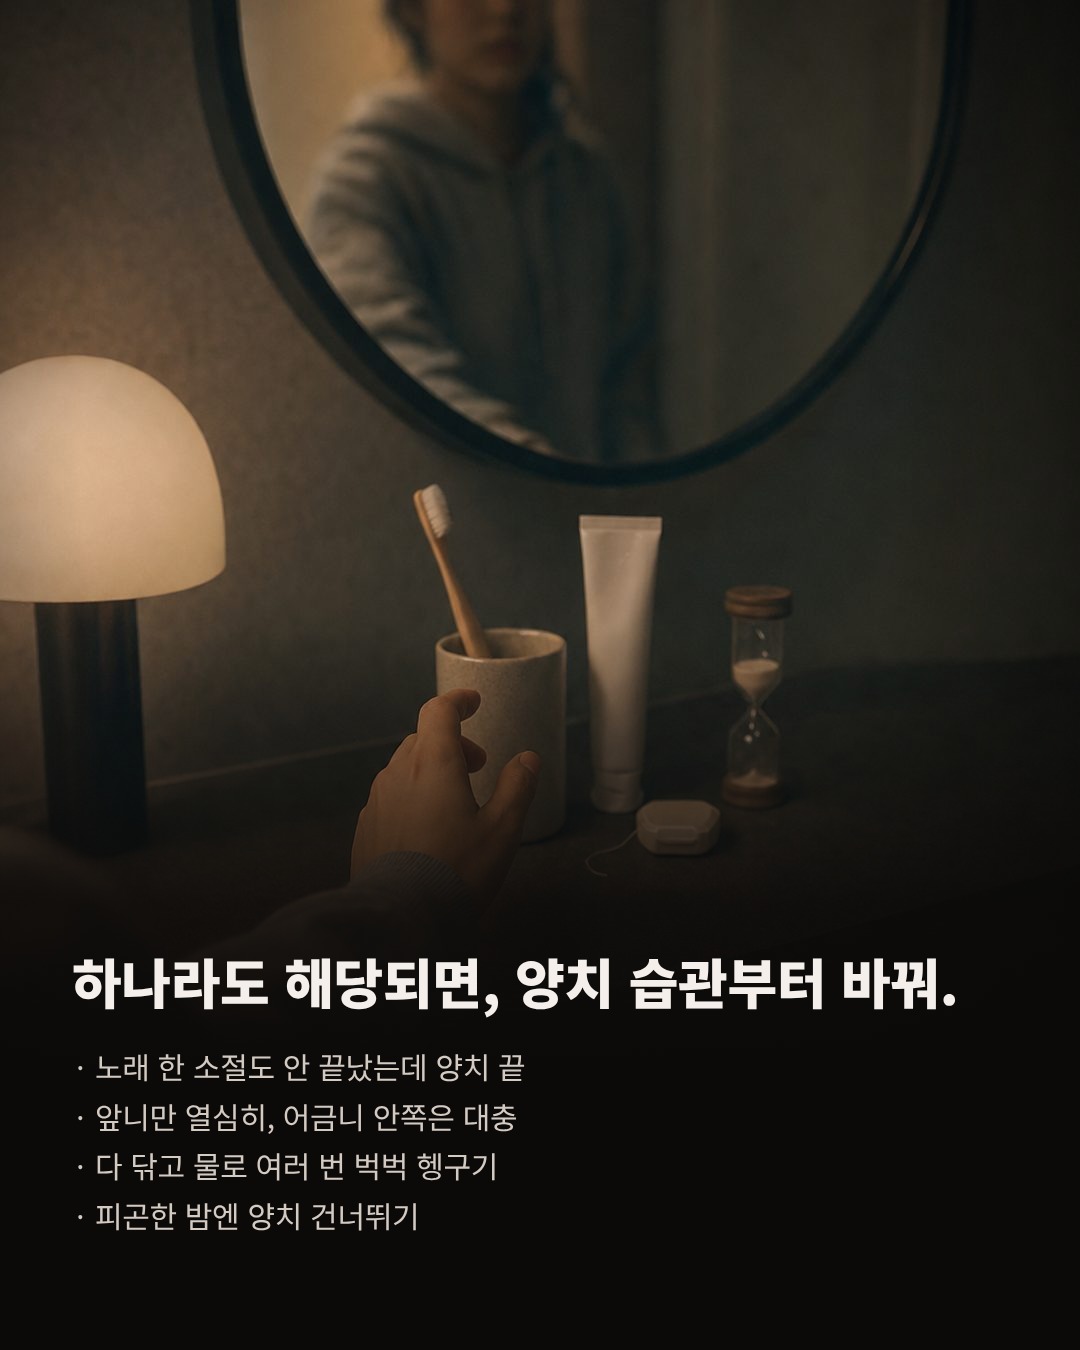 하나라도 해당되면, 양치 습관부터 바꿔.
· 노래 한 소절도 안 끝났는데 양치 끝
· 앞니만 열심히, 어금니 안쪽은 대충
· 다 닦고 물로 여러 번 벅벅 헹구기
· 피곤한 밤엔 양치 건너뛰기